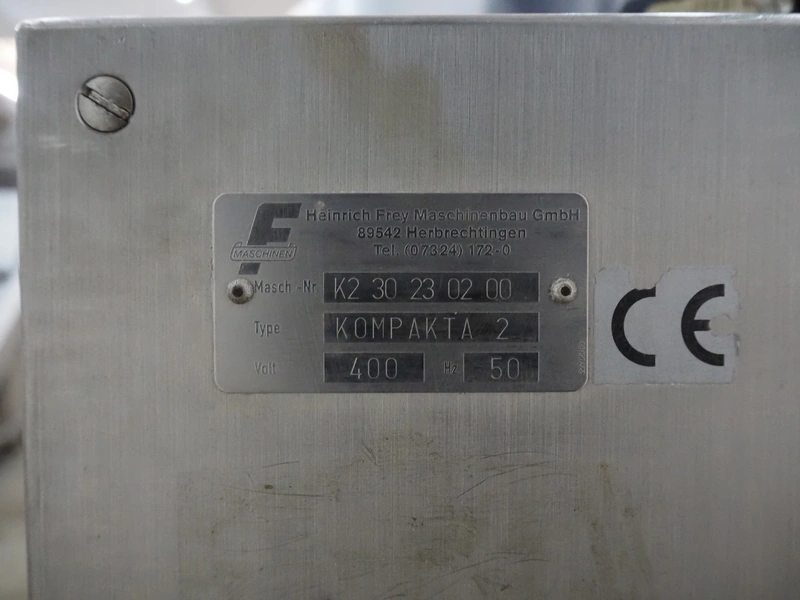 F
MASCHINEN
Heinrich Frey Maschinenbau GmbH
89542 Herbrechtingen
Tel. (07324) 172-0
Masch.-Nr. K2 30 23 02 00
Type KOMPAKTA 2
Volt 400 Hz 50
CE